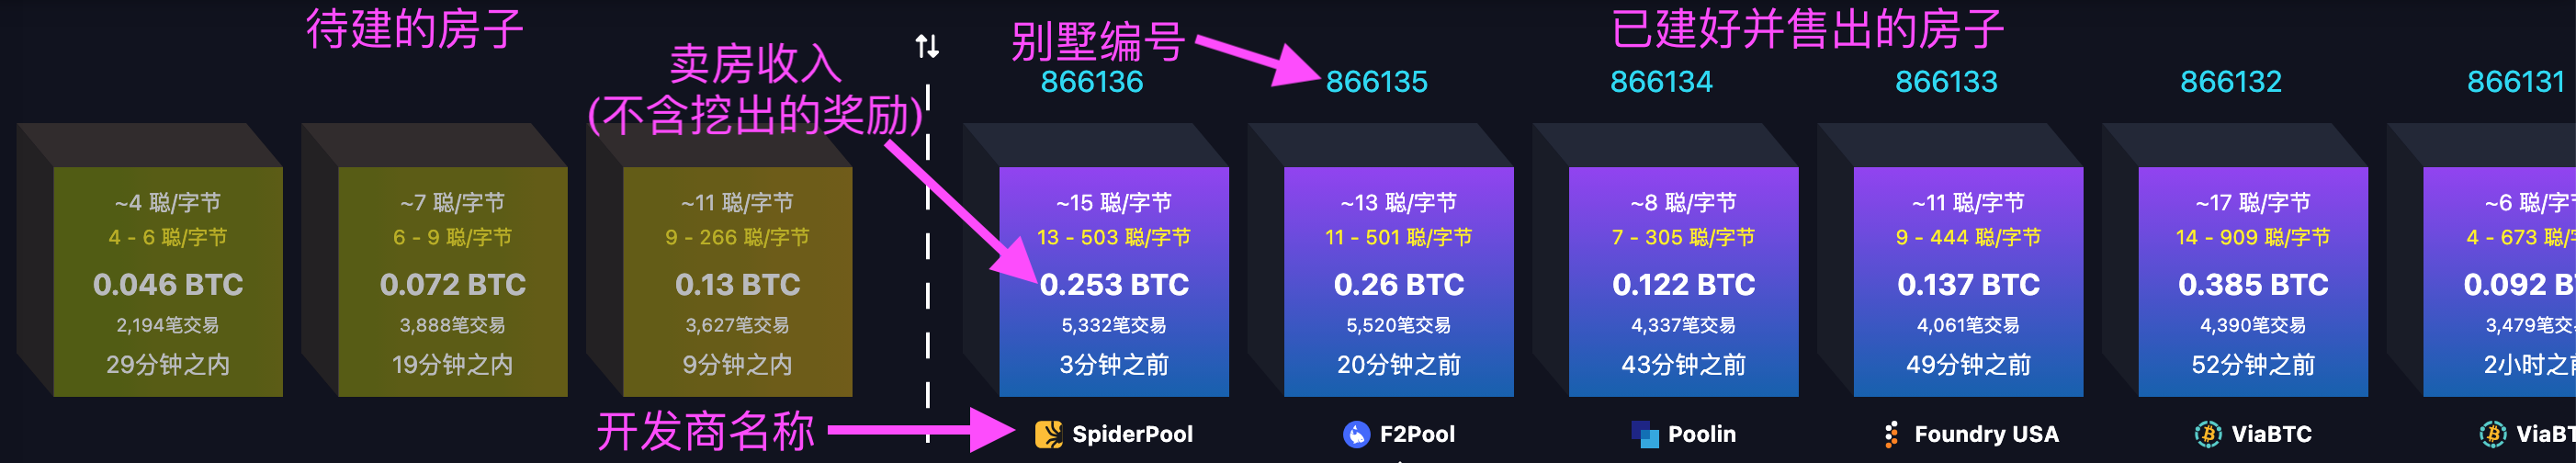 待建的房子
卖房收入
(不含挖出的奖励)
别墅编号
已建好并售出的房子
866136
866135
866134
866133
866132
866131
~4 聪/字节
4 - 6 聪/字节
0.046 BTC
2,194笔交易
29分钟之内
~7 聪/字节
6 - 9 聪/字节
0.072 BTC
3,888笔交易
19分钟之内
~11 聪/字节
9 - 266 聪/字节
0.13 BTC
3,627笔交易
9分钟之内
~15 聪/字节
13 - 503 聪/字节
0.253 BTC
5,332笔交易
3分钟之前
~13 聪/字节
11 - 501 聪/字节
0.26 BTC
5,520笔交易
20分钟之前
~8 聪/字节
7 - 305 聪/字节
0.122 BTC
4,337笔交易
43分钟之前
~11 聪/字节
9 - 444 聪/字节
0.137 BTC
4,061笔交易
49分钟之前
~17 聪/字节
14 - 909 聪/字节
0.385 BTC
4,390笔交易
52分钟之前
~6 聪/字
4 - 673 聪/
0.092 B
3,479笔交
2小时之
开发商名称
SpiderPool
F2Pool
Poolin
Foundry USA
ViaBTC
ViaBT